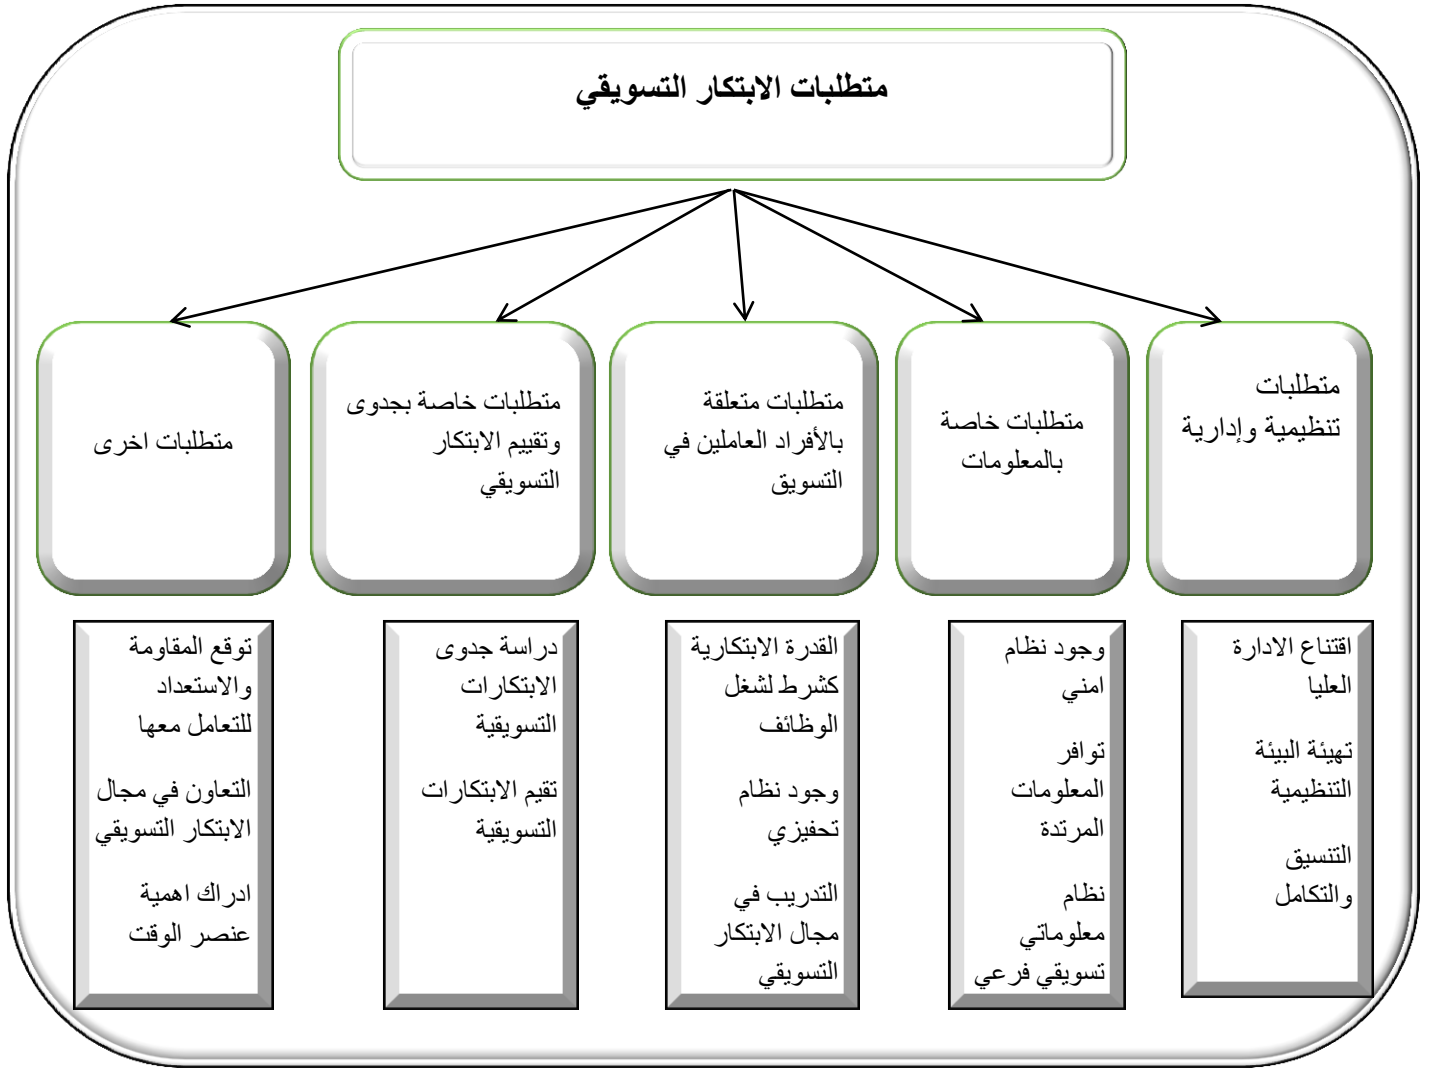 متطلبات الابتكار التسويقي
متطلبات
تنظيمية وإدارية
متطلبات خاصة
بالمعلومات
متطلبات متعلقة
بالأفراد العاملين في
التسويق
متطلبات خاصة بجدوى
وتقييم الابتكار
التسويقي
متطلبات اخرى
اقتناع الادارة
العليا
تهيئة البيئة
التنظيمية
التنسيق
والتكامل
وجود نظام
امني
توافر
المعلومات
المرتدة
نظام
معلوماتي
تسويقي فرعي
القدرة الابتكارية
كشرط لشغل
الوظائف
وجود نظام
تحفيزي
التدريب في
مجال الابتكار
التسويقي
دراسة جدوى
الابتكارات
التسويقية
تقيم الابتكارات
التسويقية
توقع المقاومة
والاستعداد
للتعامل معها
التعاون في مجال
الابتكار التسويقي
ادراك اهمية
عنصر الوقت